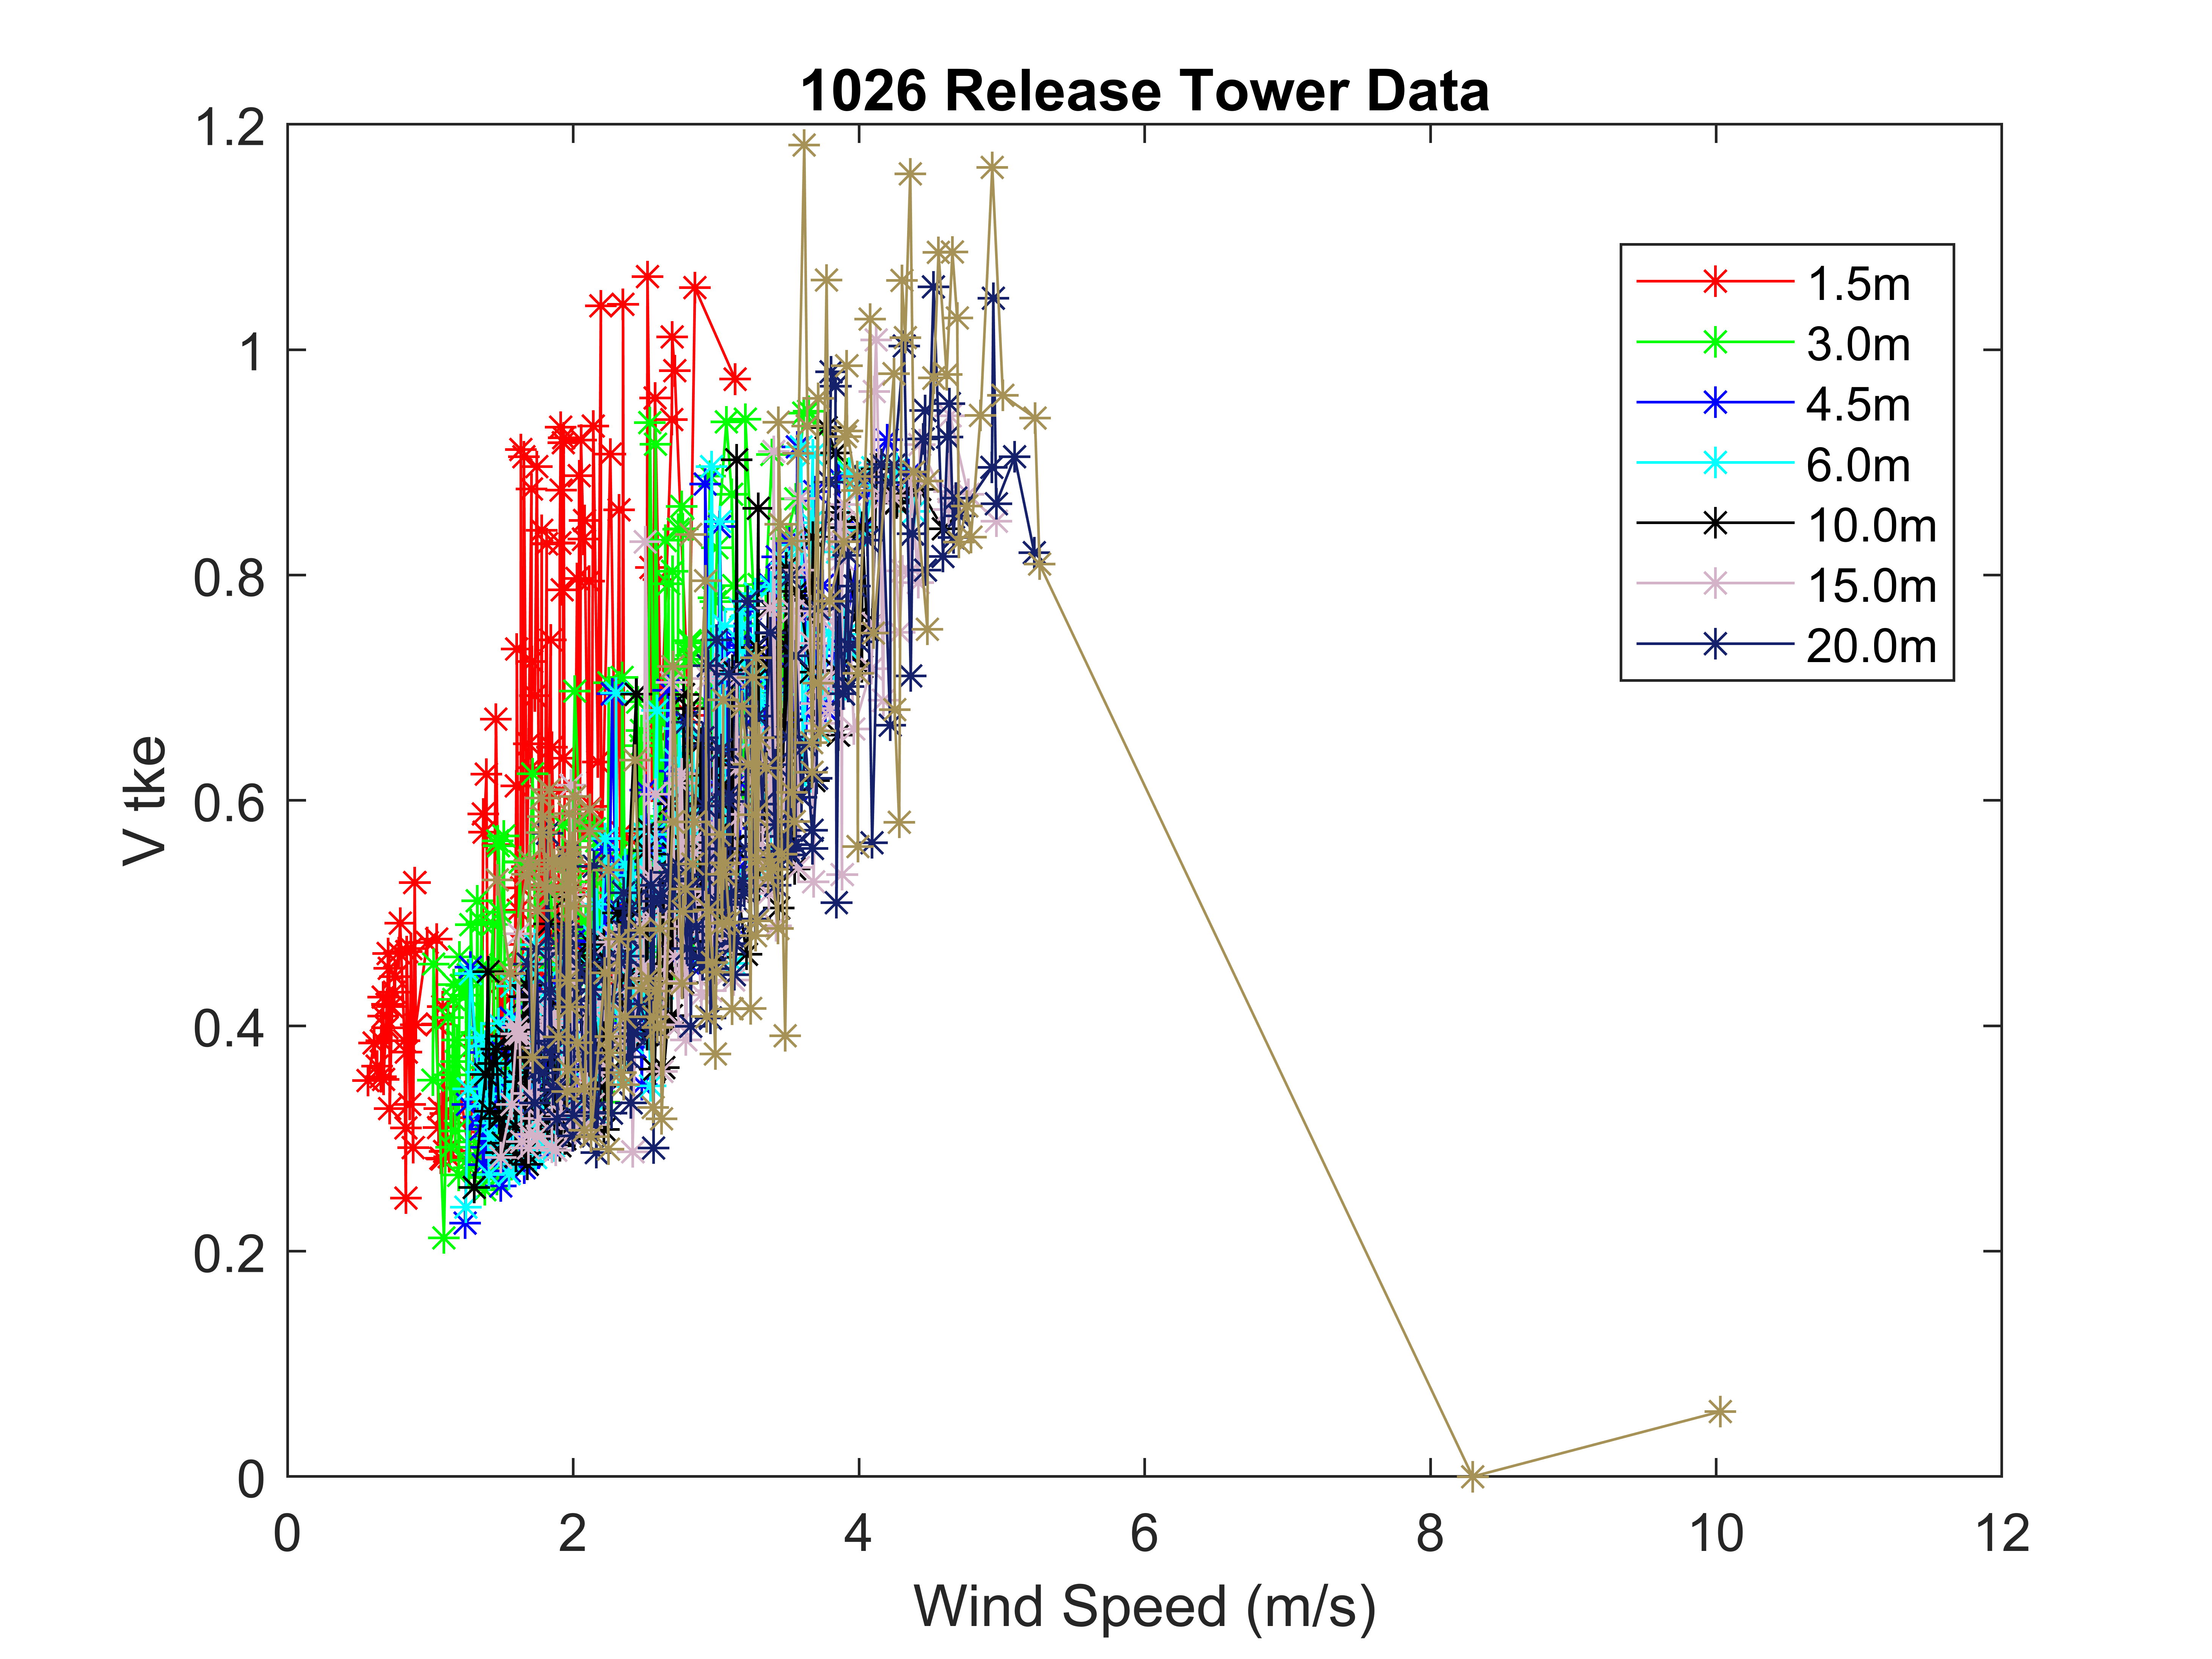 1026 Release Tower Data
1.2
1
0.8
0.6
0.4
0.2
0
V tke
1.5m
3.0m
4.5m
6.0m
10.0m
15.0m
20.0m
0 2 4 6 8 10 12
Wind Speed (m/s)